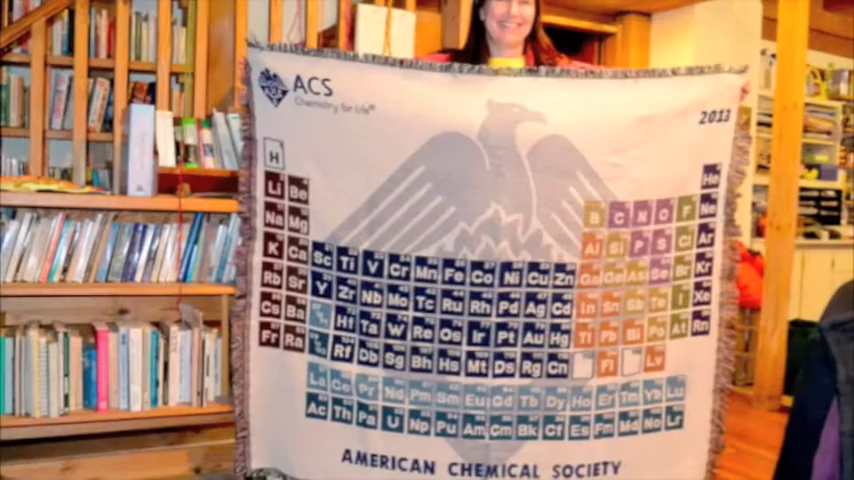 ACS
Chemistry for life®
2013
H He
Li Be B C N O F Ne
Na Mg Al Si P S Cl Ar
K Ca Sc Ti V Cr Mn Fe Co Ni Cu Zn Ga Ge As Se Br Kr
Rb Sr Y Zr Nb Mo Tc Ru Rh Pd Ag Cd In Sn Sb Te I Xe
Cs Ba Hf Ta W Re Os Ir Pt Au Hg Tl Pb Bi Po At Rn
Fr Ra Rf Db Sg Bh Hs Mt Ds Rg Cn Fl Lv
La Ce Pr Nd Pm Sm Eu Gd Tb Dy Ho Er Tm Yb Lu
Ac Th Pa U Np Pu Am Cm Bk Cf Es Fm Md No Lr
AMERICAN CHEMICAL SOCIETY